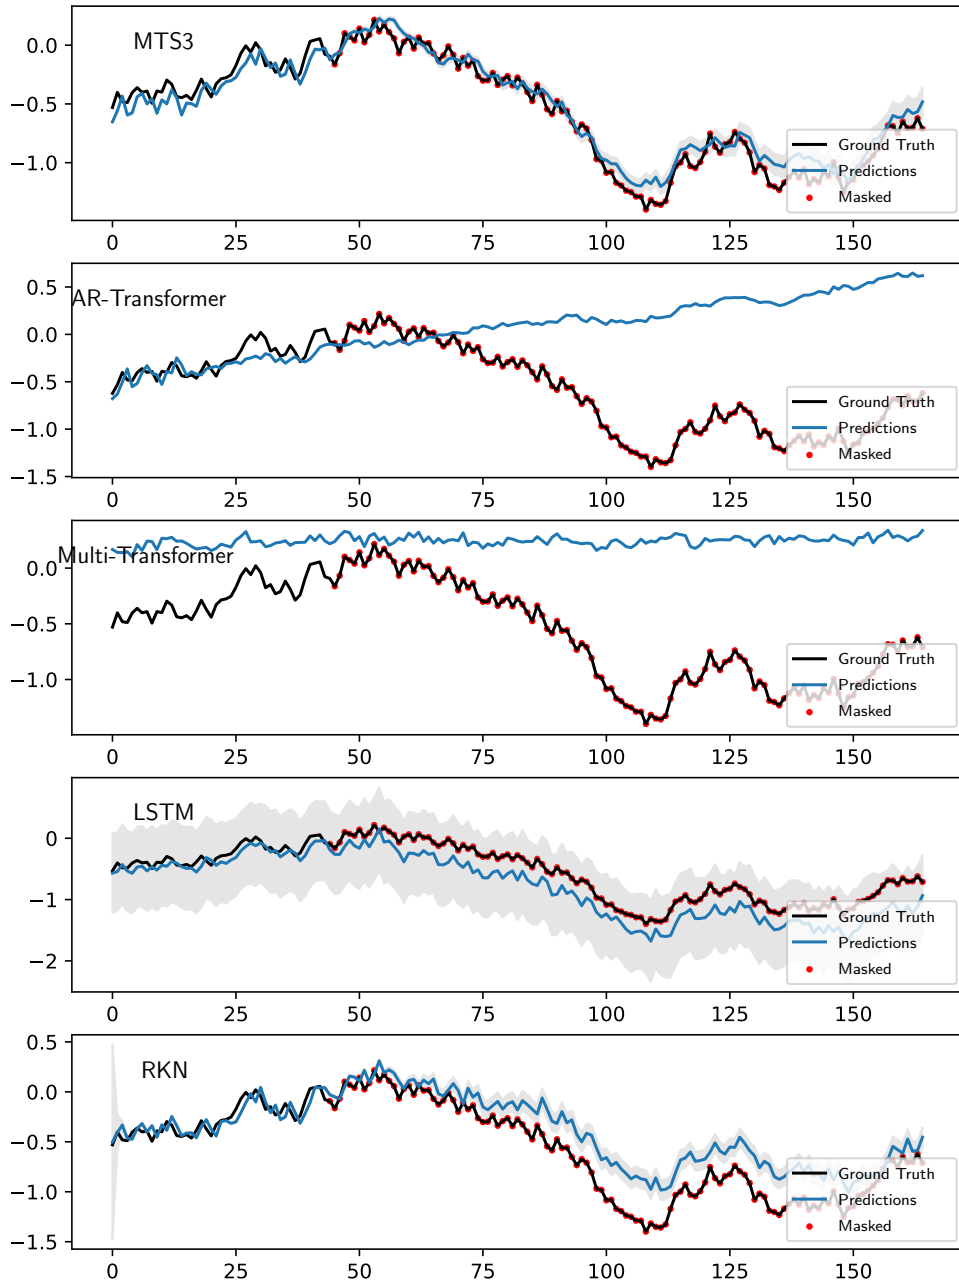 0.0
MTS3
−0.5
−1.0
Ground Truth
Predictions
Masked
0 25 50 75 100 125 150
0.5
AR-Transformer
0.0
−0.5
−1.0
Ground Truth
Predictions
Masked
−1.5
0 25 50 75 100 125 150
Multi-Transformer
0.0
−0.5
−1.0
Ground Truth
Predictions
Masked
0 25 50 75 100 125 150
LSTM
0
−1
−2
Ground Truth
Predictions
Masked
0 25 50 75 100 125 150
0.5
RKN
0.0
−0.5
−1.0
−1.5
Ground Truth
Predictions
Masked
0 25 50 75 100 125 150